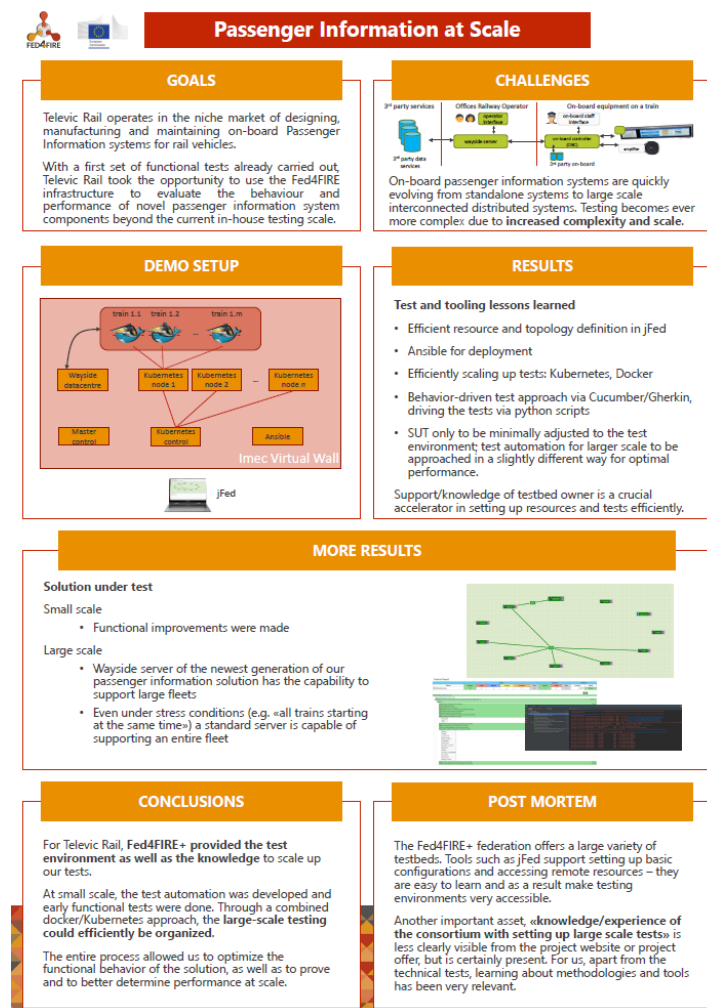 FED4FIRE
European
Commission
Passenger Information at Scale
GOALS
Televic Rail operates in the niche market of designing,
manufacturing and maintaining on-board Passenger
Information systems for rail vehicles.
With a first set of functional tests already carried out,
Televic Rail took the opportunity to use the Fed4FIRE
infrastructure to evaluate the behaviour and
performance of novel passenger information system
components beyond the current in-house testing scale.
CHALLENGES
3rd party services
Offices Railway Operator
On-board equipment on a train
operator
interface
on-board staff
interface
wayside server
on-board controller
amplifier
3rd party data
services
3rd party on-board
On-board passenger information systems are quickly
evolving from standalone systems to large scale
interconnected distributed systems. Testing becomes ever
more complex due to increased complexity and scale.
DEMO SETUP
train 1.1 train 1.2 ... train 1.m
Wayside
datacentre
Kubernetes
node 1
Kubernetes
node 2
...
Kubernetes
node n
Master
control
Kubernetes
control
Ansible
Imec Virtual Wall
jFed
RESULTS
Test and tooling lessons learned
• Efficient resource and topology definition in jFed
• Ansible for deployment
• Efficiently scaling up tests: Kubernetes, Docker
• Behavior-driven test approach via Cucumber/Gherkin,
driving the tests via python scripts
• SUT only to be minimally adjusted to the test
environment; test automation for larger scale to be
approached in a slightly different way for optimal
performance.
Support/knowledge of testbed owner is a crucial
accelerator in setting up resources and tests efficiently.
MORE RESULTS
Solution under test
Small scale
• Functional improvements were made
Large scale
• Wayside server of the newest generation of our
passenger information solution has the capability to
support large fleets
• Even under stress conditions (e.g. «all trains starting
at the same time») a standard server is capable of
supporting an entire fleet
CONCLUSIONS
For Televic Rail, Fed4FIRE+ provided the test
environment as well as the knowledge to scale up
our tests.
At small scale, the test automation was developed and
early functional tests were done. Through a combined
docker/Kubernetes approach, the large-scale testing
could efficiently be organized.
The entire process allowed us to optimize the
functional behavior of the solution, as well as to prove
and to better determine performance at scale.
POST MORTEM
The Fed4FIRE+ federation offers a large variety of
testbeds. Tools such as jFed support setting up basic
configurations and accessing remote resources – they
are easy to learn and as a result make testing
environments very accessible.
Another important asset, «knowledge/experience of
the consortium with setting up large scale tests» is
less clearly visible from the project website or project
offer, but is certainly present. For us, apart from the
technical tests, learning about methodologies and tools
has been very relevant.